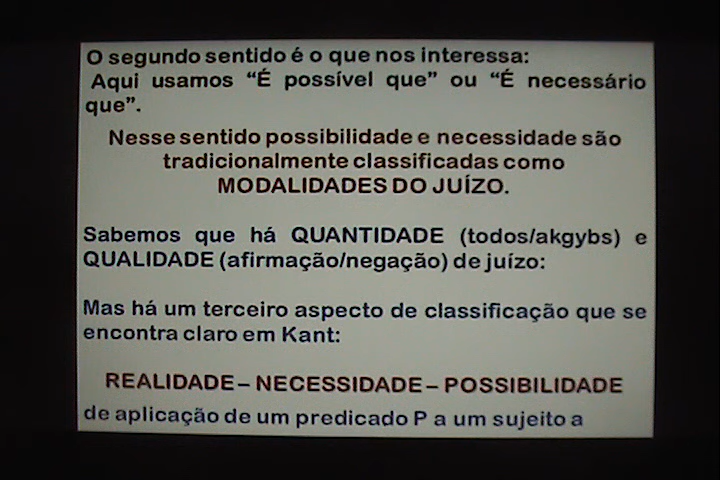 O segundo sentido é o que nos interessa:
Aqui usamos “É possível que” ou “É necessário
que”.
Nesse sentido possibilidade e necessidade são
tradicionalmente classificadas como
MODALIDADES DO JUÍZO.
Sabemos que há QUANTIDADE (todos/akgybs) e
QUALIDADE (afirmação/negação) de juízo:
Mas há um terceiro aspecto de classificação que se
encontra claro em Kant:
REALIDADE – NECESSIDADE – POSSIBILIDADE
de aplicação de um predicado P a um sujeito a